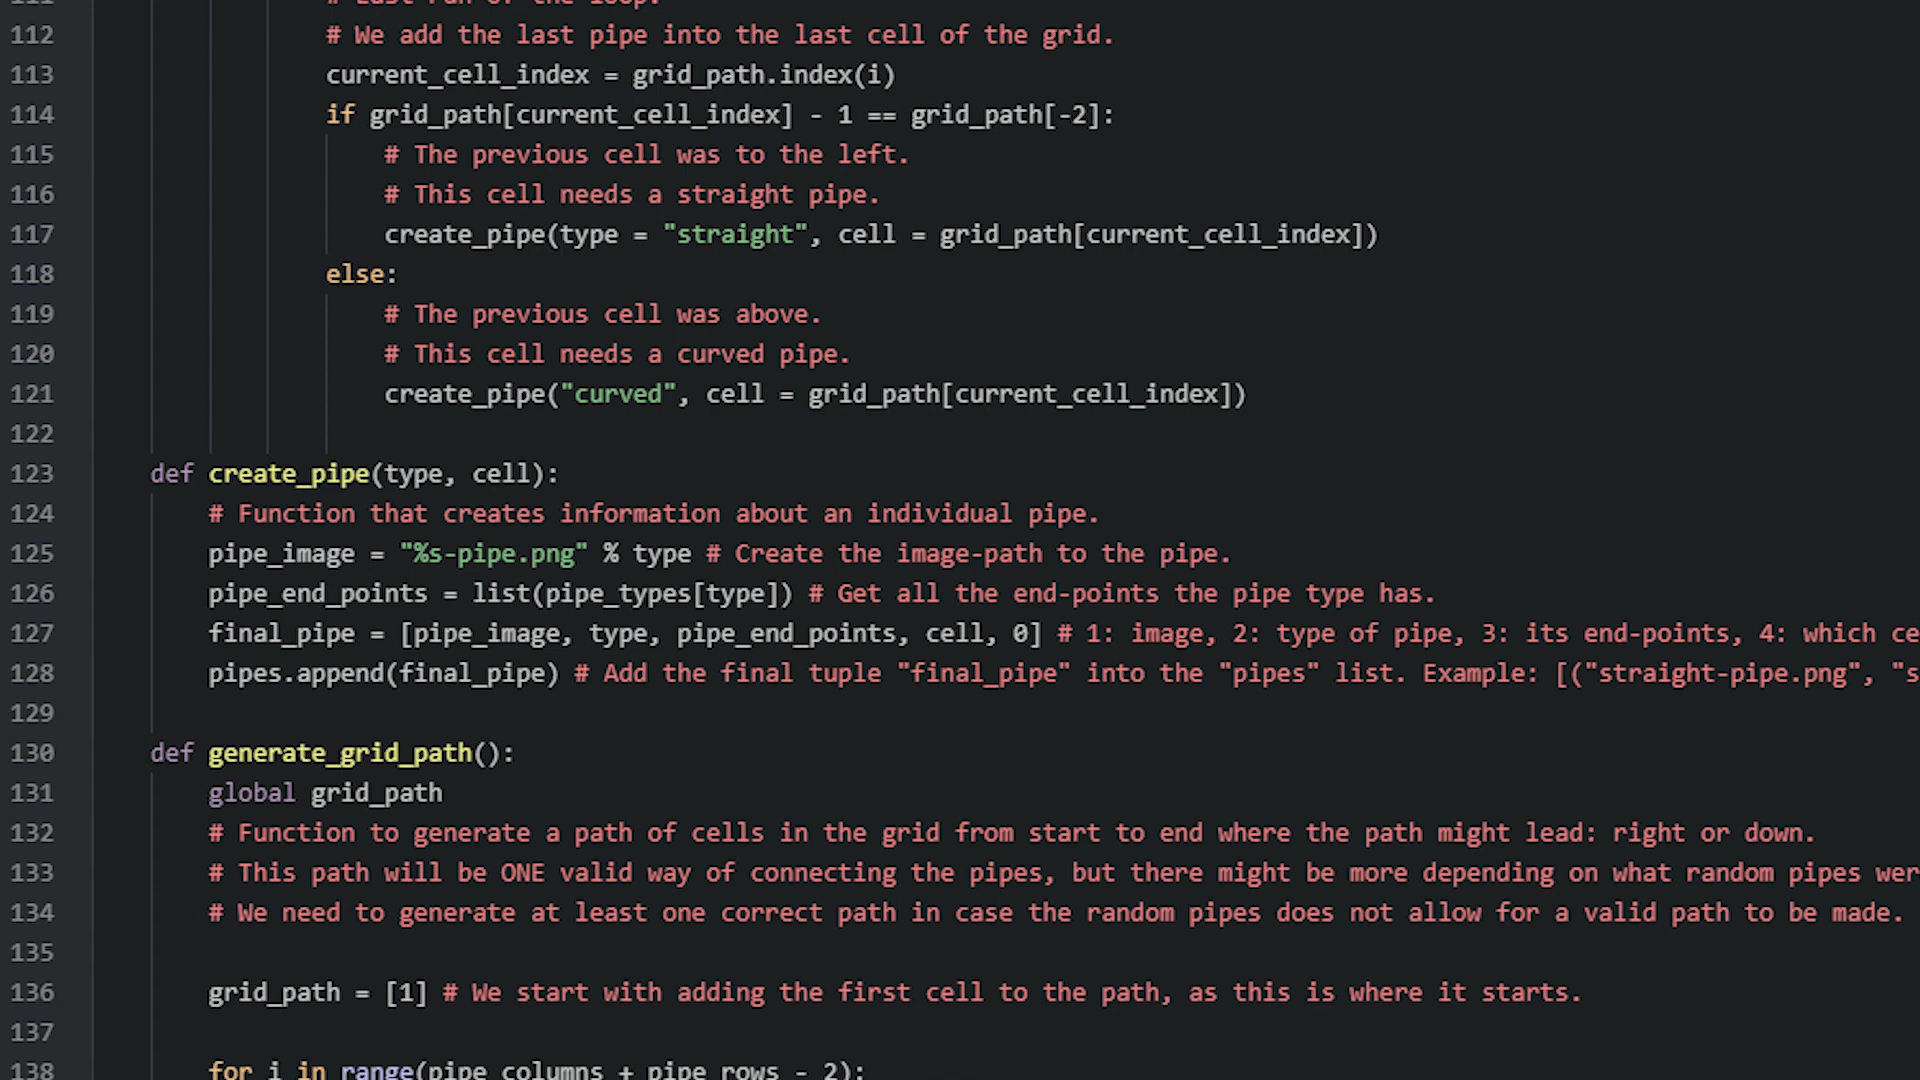 111 # Last run of the loop.
112 # We add the last pipe into the last cell of the grid.
113 current_cell_index = grid_path.index(i)
114 if grid_path[current_cell_index] - 1 == grid_path[-2]:
115 # The previous cell was to the left.
116 # This cell needs a straight pipe.
117 create_pipe(type = "straight", cell = grid_path[current_cell_index])
118 else:
119 # The previous cell was above.
120 # This cell needs a curved pipe.
121 create_pipe("curved", cell = grid_path[current_cell_index])
122
123 def create_pipe(type, cell):
124 # Function that creates information about an individual pipe.
125 pipe_image = "%s-pipe.png" % type # Create the image-path to the pipe.
126 pipe_end_points = list(pipe_types[type]) # Get all the end-points the pipe type has.
127 final_pipe = [pipe_image, type, pipe_end_points, cell, 0] # 1: image, 2: type of pipe, 3: its end-points, 4: which ce
128 pipes.append(final_pipe) # Add the final tuple "final_pipe" into the "pipes" list. Example: [("straight-pipe.png", "s
129
130 def generate_grid_path():
131 global grid_path
132 # Function to generate a path of cells in the grid from start to end where the path might lead: right or down.
133 # This path will be ONE valid way of connecting the pipes, but there might be more depending on what random pipes wer
134 # We need to generate at least one correct path in case the random pipes does not allow for a valid path to be made.
135
136 grid_path = [1] # We start with adding the first cell to the path, as this is where it starts.
137
138 for i in range(pipe_columns + pipe_rows - 2):